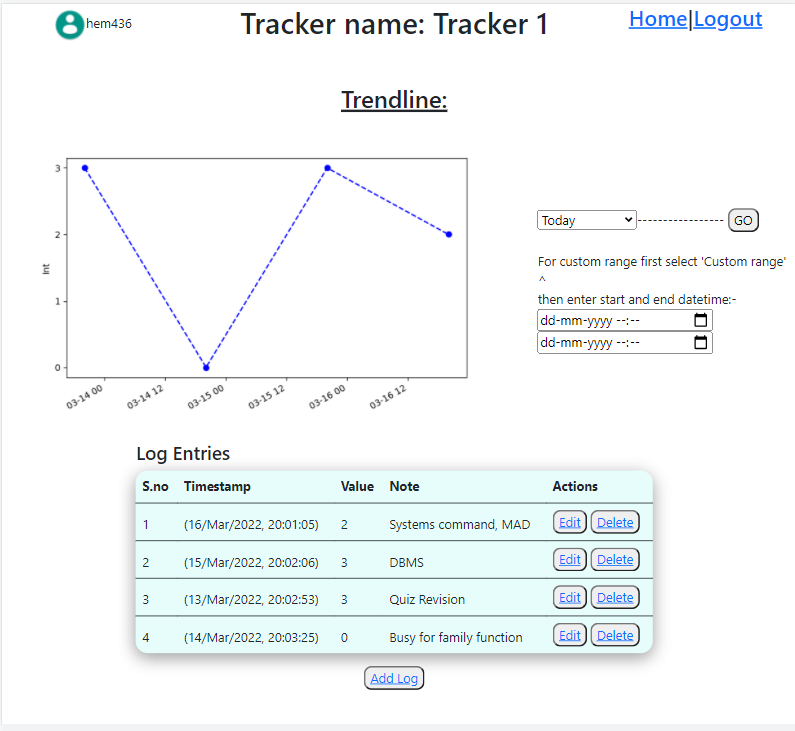 hem436
Tracker name: Tracker 1
Home|Logout
Trendline:
3
2
1
0
Int
03-14 00
03-14 12
03-15 00
03-15 12
03-16 00
03-16 12
Today ---------------- GO
For custom range first select 'Custom range'
^
then enter start and end datetime:-
dd-mm-yyyy --:--
dd-mm-yyyy --:--
Log Entries
S.no Timestamp Value Note Actions
1 (16/Mar/2022, 20:01:05) 2 Systems command, MAD Edit Delete
2 (15/Mar/2022, 20:02:06) 3 DBMS Edit Delete
3 (13/Mar/2022, 20:02:53) 3 Quiz Revision Edit Delete
4 (14/Mar/2022, 20:03:25) 0 Busy for family function Edit Delete
Add Log